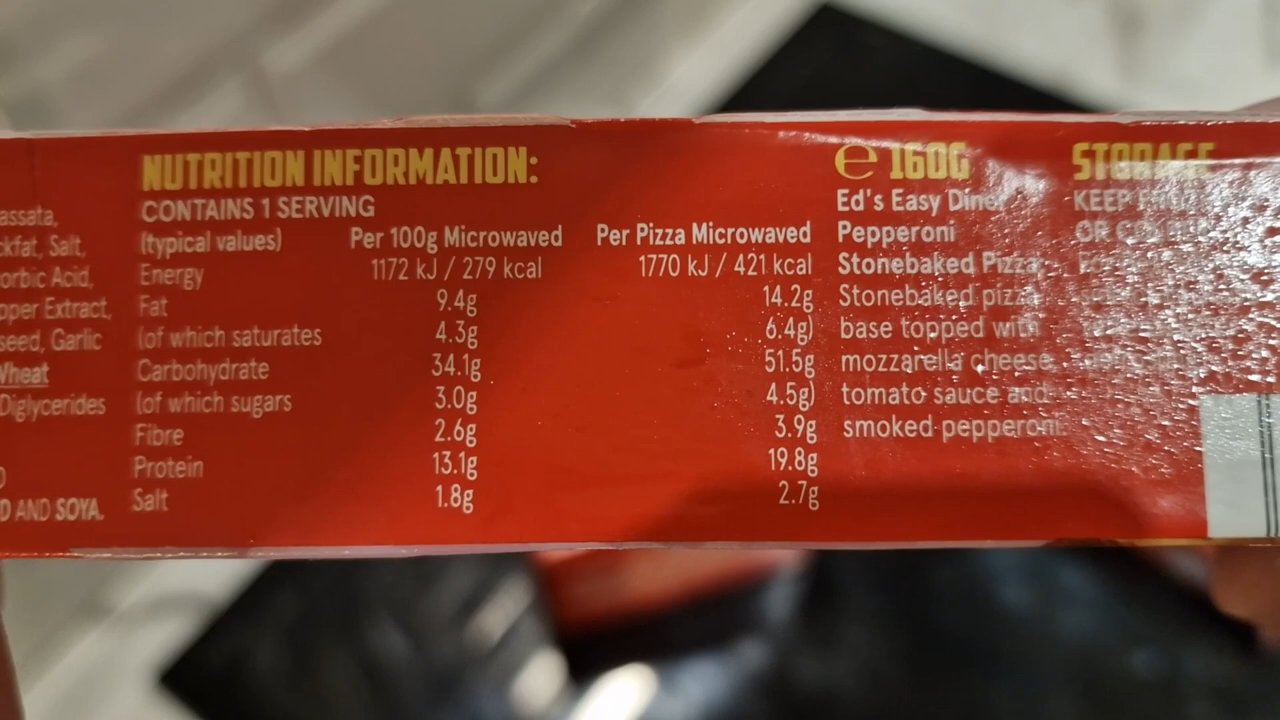 assata,
ckfat, Salt,
orbic Acid,
pper Extract,
seed, Garlic
Wheat
Diglycerides
D AND SOYA.
NUTRITION INFORMATION:
CONTAINS 1 SERVING
(typical values) Per 100g Microwaved Per Pizza Microwaved
Energy 1172 kJ / 279 kcal 1770 kJ / 421 kcal
Fat 9.4g 14.2g
(of which saturates 4.3g 6.4g)
Carbohydrate 34.1g 51.5g
(of which sugars 3.0g 4.5g)
Fibre 2.6g 3.9g
Protein 13.1g 19.8g
Salt 1.8g 2.7g
e 160G
Ed's Easy Diner
Pepperoni
Stonebaked Pizza
Stonebaked pizza
base topped with
mozzarella cheese
tomato sauce and
smoked pepperoni
STORAGE
KEEP
OR